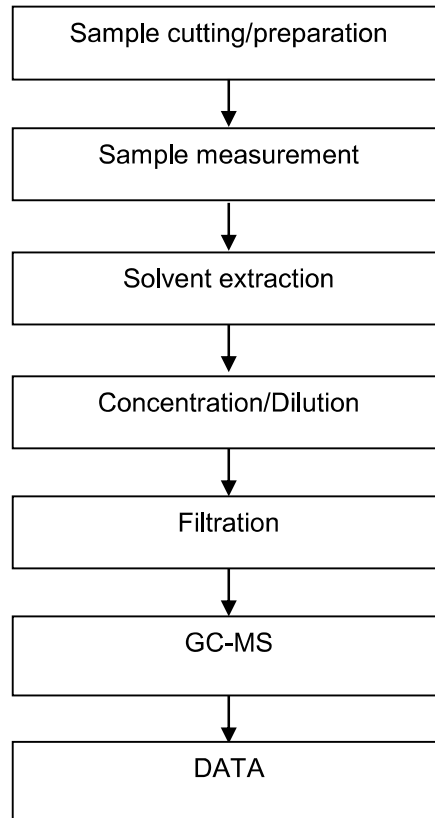 Sample cutting/preparation
Sample measurement
Solvent extraction
Concentration/Dilution
Filtration
GC-MS
DATA